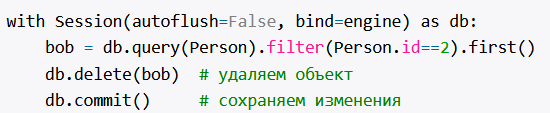 with Session(autoflush=False, bind=engine) as db:
    bob = db.query(Person).filter(Person.id==2).first()
    db.delete(bob)  # удаляем объект
    db.commit()     # сохраняем изменения